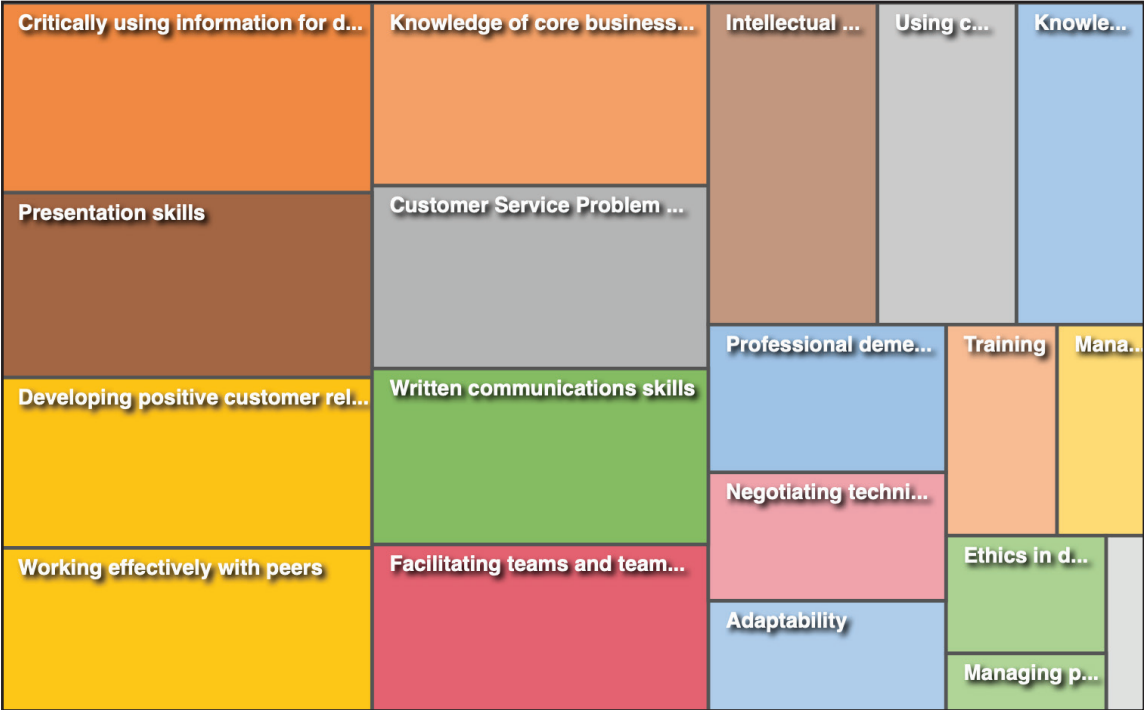 Critically using information for d...
Knowledge of core business...
Intellectual ...
Using c...
Knowle...
Presentation skills
Customer Service Problem ...
Professional deme...
Training
Mana...
Developing positive customer rel...
Written communications skills
Negotiating techni...
Working effectively with peers
Facilitating teams and team...
Ethics in d...
Adaptability
Managing p...